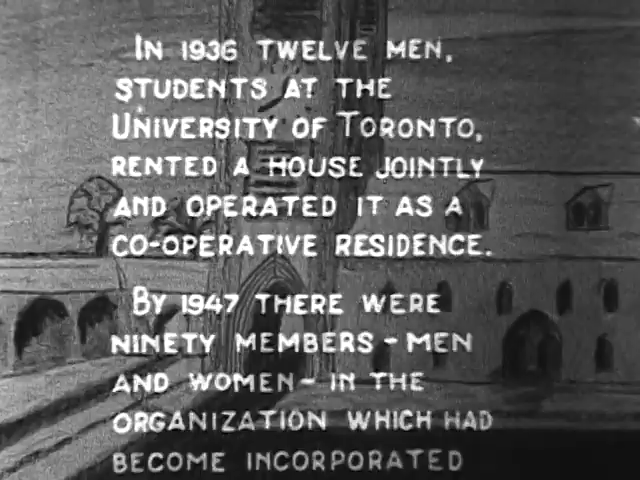 IN 1936 TWELVE MEN,
STUDENTS AT THE
UNIVERSITY OF TORONTO,
RENTED A HOUSE JOINTLY
AND OPERATED IT AS A
CO-OPERATIVE RESIDENCE.
BY 1947 THERE WERE
NINETY MEMBERS - MEN
AND WOMEN - IN THE
ORGANIZATION WHICH HAD
BECOME INCORPORATED